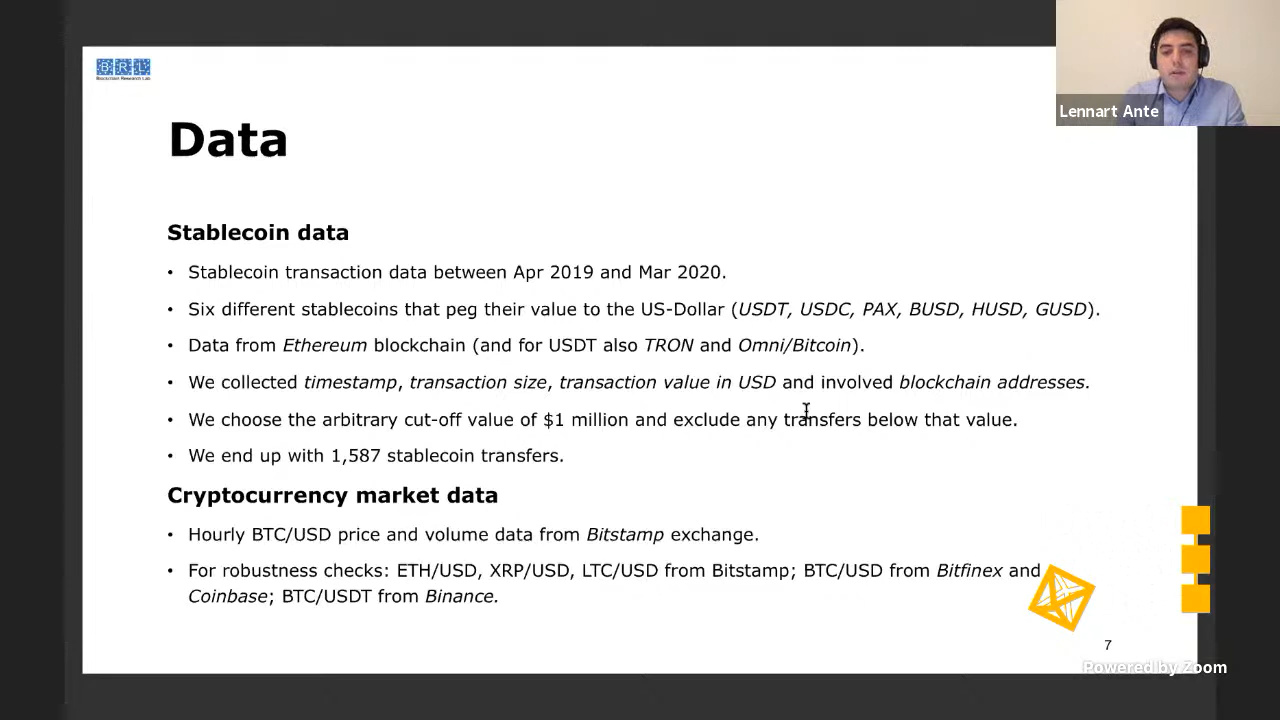 BRL
Blockchain Research Lab
Lennart Ante
Data
Stablecoin data
• Stablecoin transaction data between Apr 2019 and Mar 2020.
• Six different stablecoins that peg their value to the US-Dollar (USDT, USDC, PAX, BUSD, HUSD, GUSD).
• Data from Ethereum blockchain (and for USDT also TRON and Omni/Bitcoin).
• We collected timestamp, transaction size, transaction value in USD and involved blockchain addresses.
• We choose the arbitrary cut-off value of $1 million and exclude any transfers below that value.
• We end up with 1,587 stablecoin transfers.
Cryptocurrency market data
• Hourly BTC/USD price and volume data from Bitstamp exchange.
• For robustness checks: ETH/USD, XRP/USD, LTC/USD from Bitstamp; BTC/USD from Bitfinex and
Coinbase; BTC/USDT from Binance.
7
Powered by Zoom